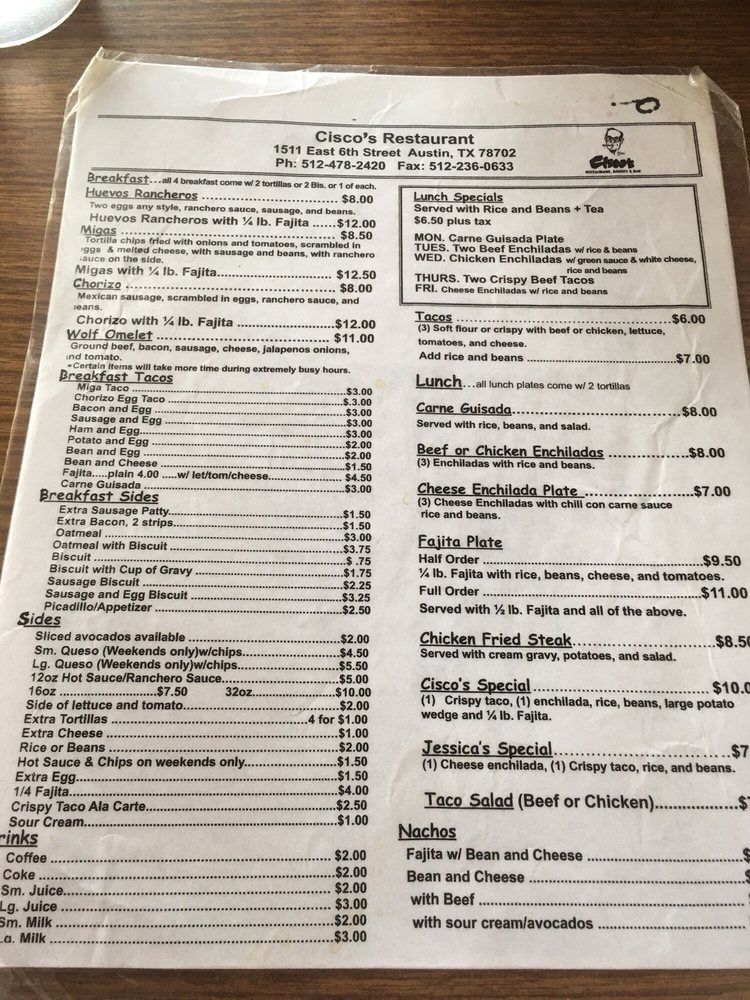 Cisco's Restaurant
1511 East 6th Street Austin, TX 78702
Ph: 512-478-2420 Fax: 512-236-0633
Cisco's
RESTAURANT, BAKERY & BAR
Breakfast...all 4 breakfast come w/ 2 tortillas or 2 Bis. or 1 of each.
Huevos Rancheros ........ $8.00
Two eggs any style, ranchero sauce, sausage, and beans.
Huevos Rancheros with ¼ lb. Fajita ...... $12.00
Migas ........ $8.50
Tortilla chips fried with onions and tomatoes, scrambled in
eggs & melted cheese, with sausage and beans, with ranchero
sauce on the side.
Migas with ¼ lb. Fajita........ $12.50
Chorizo ........ $8.00
Mexican sausage, scrambled in eggs, ranchero sauce, and
beans.
Chorizo with ¼ lb. Fajita ........$12.00
Wolf Omelet ........ $11.00
Ground beef, bacon, sausage, cheese, jalapenos onions,
and tomato.
*Certain items will take more time during extremely busy hours.
Breakfast Tacos
Miga Taco ........$3.00
Chorizo Egg Taco ........$.3.00
Bacon and Egg ........$3.00
Sausage and Egg ........$3.00
Ham and Egg........$3.00
Potato and Egg ........$2.00
Bean and Egg ........$2.00
Bean and Cheese ........$1.50
Fajita.....plain 4.00 .....w/ let/tom/cheese........$4.50
Carne Guisada ........$3.00
Breakfast Sides
Extra Sausage Patty........$1.50
Extra Bacon, 2 strips........$1.50
Oatmeal ........$3.00
Oatmeal with Biscuit ........$3.75
Biscuit ........$ .75
Biscuit with Cup of Gravy ........$1.75
Sausage Biscuit ........$2.25
Sausage and Egg Biscuit ........$3.25
Picadillo/Appetizer ........$2.50
Sides
Sliced avocados available ........$2.00
Sm. Queso (Weekends only)w/chips........$4.50
Lg. Queso (Weekends only)w/chips........$5.50
12oz Hot Sauce/Ranchero Sauce........$5.00
16oz ........$7.50 32oz........$10.00
Side of lettuce and tomato........$2.00
Extra Tortillas ........4 for $1.00
Extra Cheese ........$1.00
Rice or Beans ........$2.00
Hot Sauce & Chips on weekends only........$1.50
Extra Egg........$1.50
1/4 Fajita........$4.00
Crispy Taco Ala Carte........$2.50
Sour Cream........$1.00
rinks
Coffee ........ $2.00
Coke ........$2.00
Sm. Juice........ $2.00
Lg. Juice ........ $3.00
Sm. Milk ........$2.00
Lg. Milk ........$3.00
Lunch Specials
Served with Rice and Beans + Tea
$6.50 plus tax
MON. Carne Guisada Plate
TUES. Two Beef Enchiladas w/ rice & beans
WED. Chicken Enchiladas w/ green sauce & white cheese,
rice and beans
THURS. Two Crispy Beef Tacos
FRI. Cheese Enchiladas w/ rice and beans
Tacos ........$6.00
(3) Soft flour or crispy with beef or chicken, lettuce,
tomatoes, and cheese.
Add rice and beans ........$7.00
Lunch...all lunch plates come w/ 2 tortillas
Carne Guisada........$8.00
Served with rice, beans, and salad.
Beef or Chicken Enchiladas ........$8.00
(3) Enchiladas with rice and beans.
Cheese Enchilada Plate ........$7.00
(3) Cheese Enchiladas with chili con carne sauce
rice and beans.
Fajita Plate
Half Order ........$9.50
¼ lb. Fajita with rice, beans, cheese, and tomatoes.
Full Order ........$11.00
Served with ½ lb. Fajita and all of the above.
Chicken Fried Steak........$8.50
Served with cream gravy, potatoes, and salad.
Cisco's Special ........ $10.0
(1) Crispy taco, (1) enchilada, rice, beans, large potato
wedge and ¼ lb. Fajita.
Jessica's Special........$7
(1) Cheese enchilada, (1) Crispy taco, rice, and beans.
Taco Salad (Beef or Chicken)........$
Nachos
Fajita w/ Bean and Cheese ........$
Bean and Cheese ........$
with Beef ........
with sour cream/avocados ........